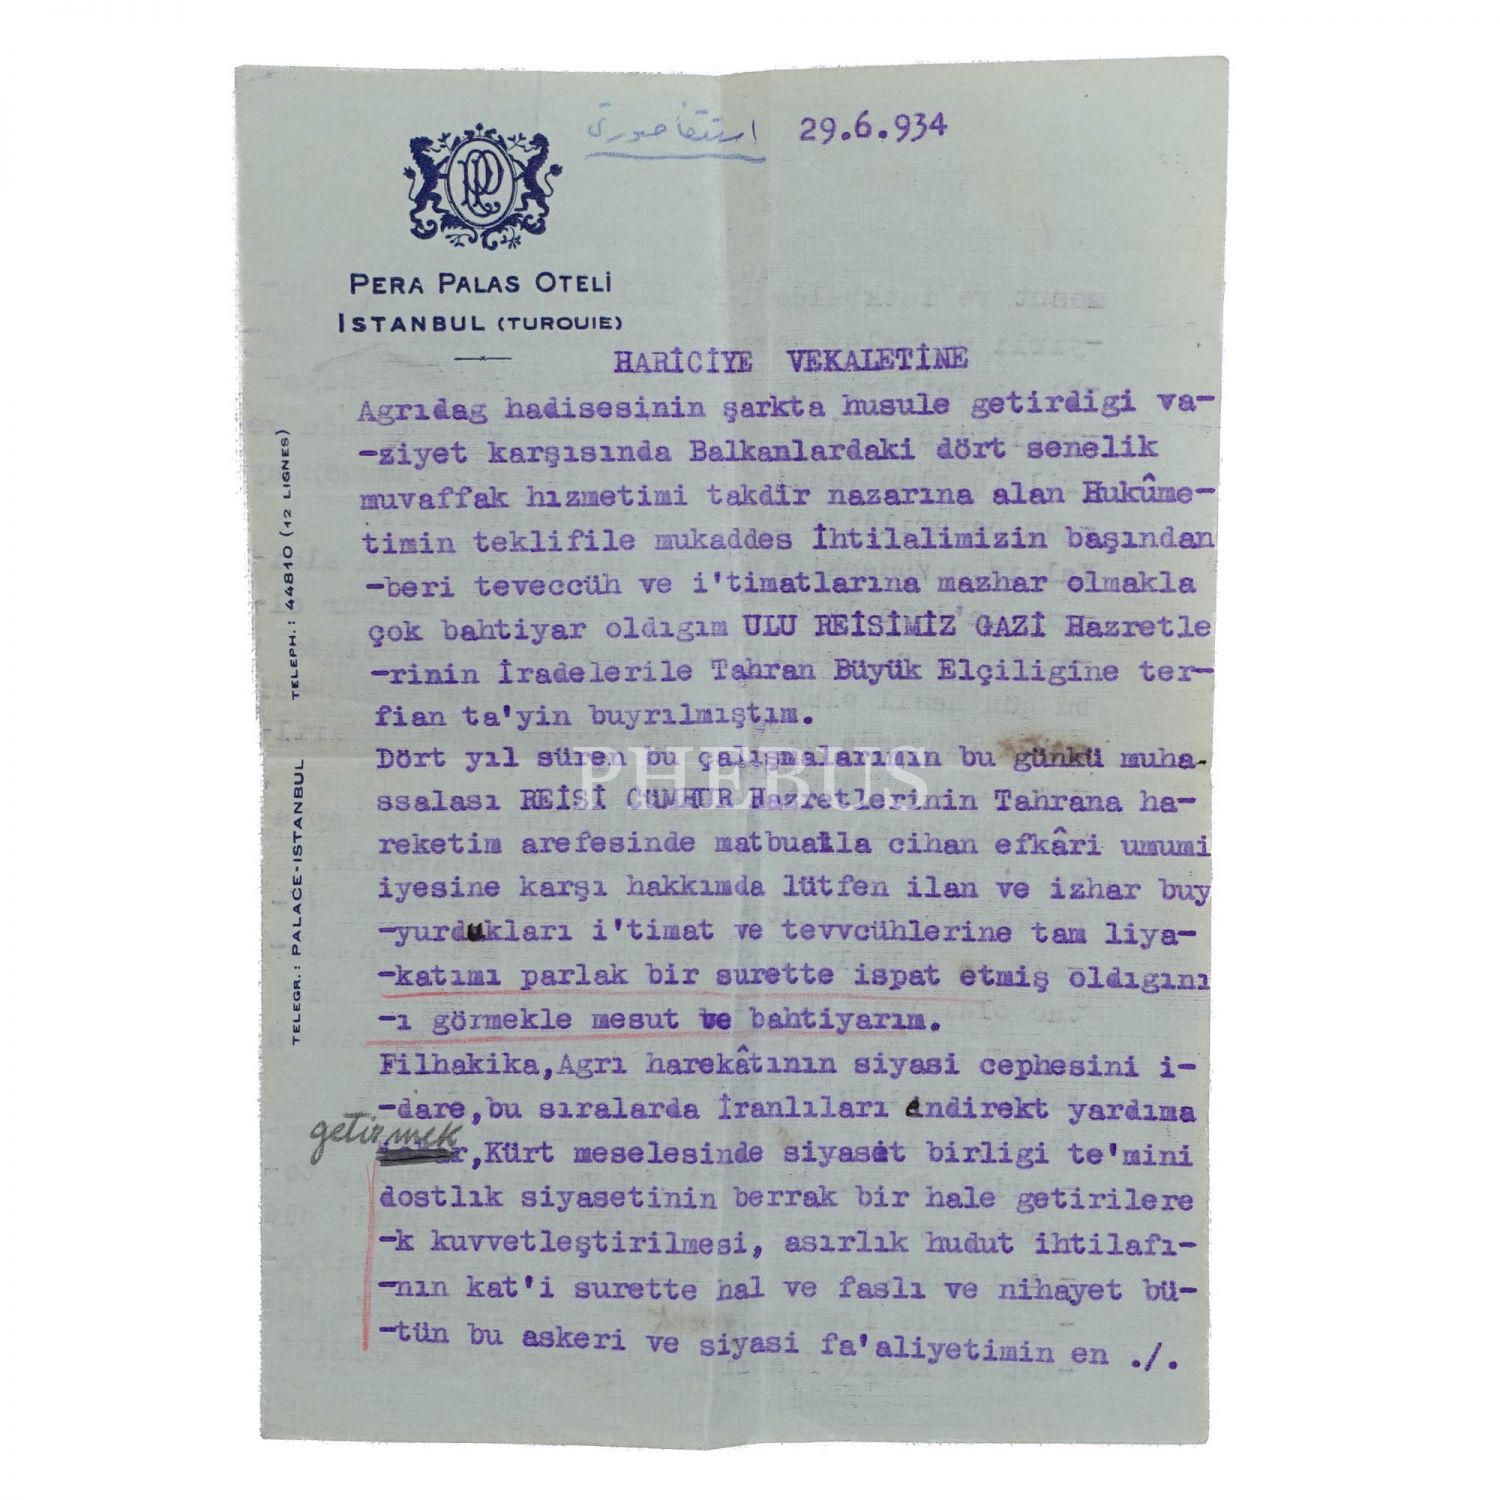 استعفا صورتى
29.6.934
PP
PERA PALAS OTELİ
ISTANBUL (TURQUIE)
TELEGR.: PALACE-ISTANBUL TELEPH.: 44810 (12 LIGNES)
HARİCİYE VEKALETİNE
Agrıdag hadisesinin şarkta husule getirdigi va-
-ziyet karşısında Balkanlardaki dört senelik
muvaffak hızmetimi takdir nazarına alan Hukûme-
timin teklifile mukaddes İhtilalimizin başından
-beri teveccüh ve i'timatlarına mazhar olmakla
çok bahtiyar oldıgım ULU REİSİMİZ GAZİ Hazretle
-rinin İradelerile Tahran Büyük Elçiligine ter-
fian ta'yin buyrılmıştım.
Dört yıl süren bu çalışmalarımın bu günkü muha-
ssalası REİSİ CUMHUR Hazretlerinin Tahrana ha-
reketim arefesinde matbuatla cihan efkâri umumi
iyesine karşı hakkımda lütfen ilan ve izhar buy
-yurdukları i'timat ve tevvcühlerine tam liya-
-katımı parlak bir surette ispat etmiş oldıgını
-ı görmekle mesut ve bahtiyarım.
Filhakika,Agrı harekâtının siyasi cephesini i-
-dare,bu sıralarda İranlıları endirekt yardıma
getirmek
,Kürt meselesinde siyaset birligi te'mini
dostlık siyasetinin berrak bir hale getirilere
-k kuvvetleştirilmesi, asırlık hudut ihtilafı-
-nın kat'i surette hal ve faslı ve nihayet bü-
-tün bu askeri ve siyasi fa'aliyetimin en ./.
PHEBUS